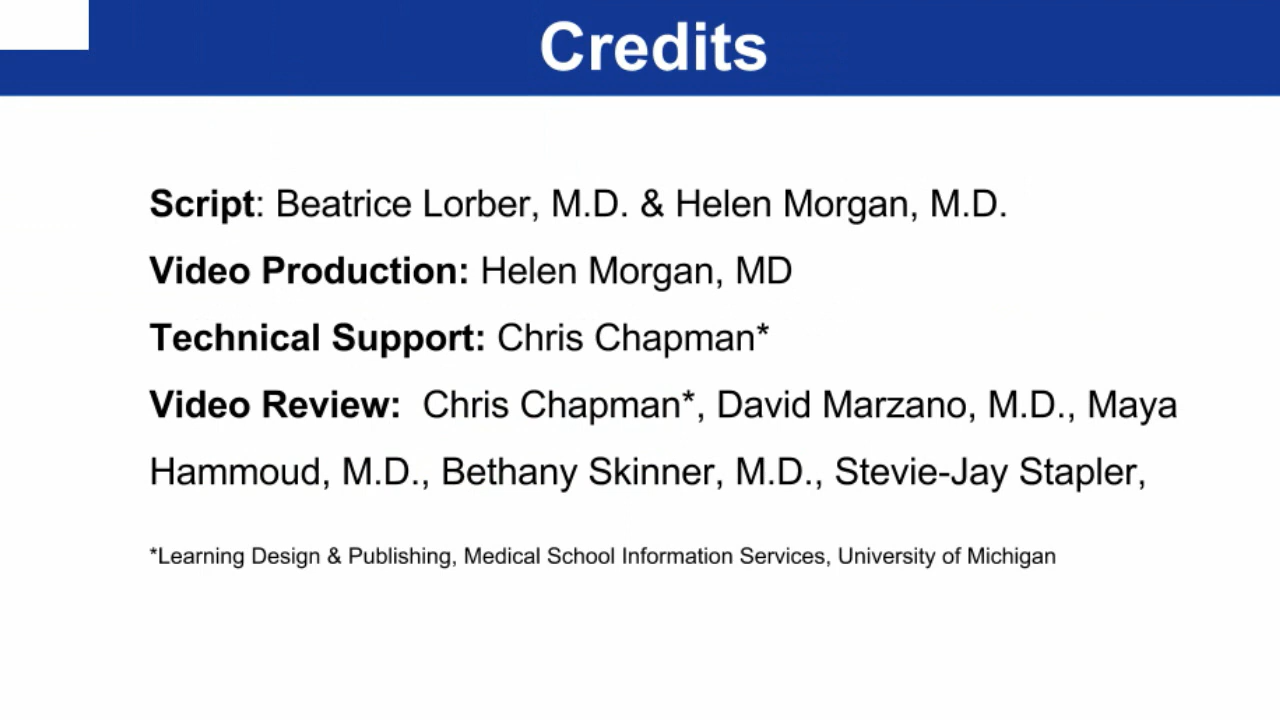 Credits
Script: Beatrice Lorber, M.D. & Helen Morgan, M.D.
Video Production: Helen Morgan, MD
Technical Support: Chris Chapman*
Video Review:  Chris Chapman*, David Marzano, M.D., Maya
Hammoud, M.D., Bethany Skinner, M.D., Stevie-Jay Stapler,
*Learning Design & Publishing, Medical School Information Services, University of Michigan